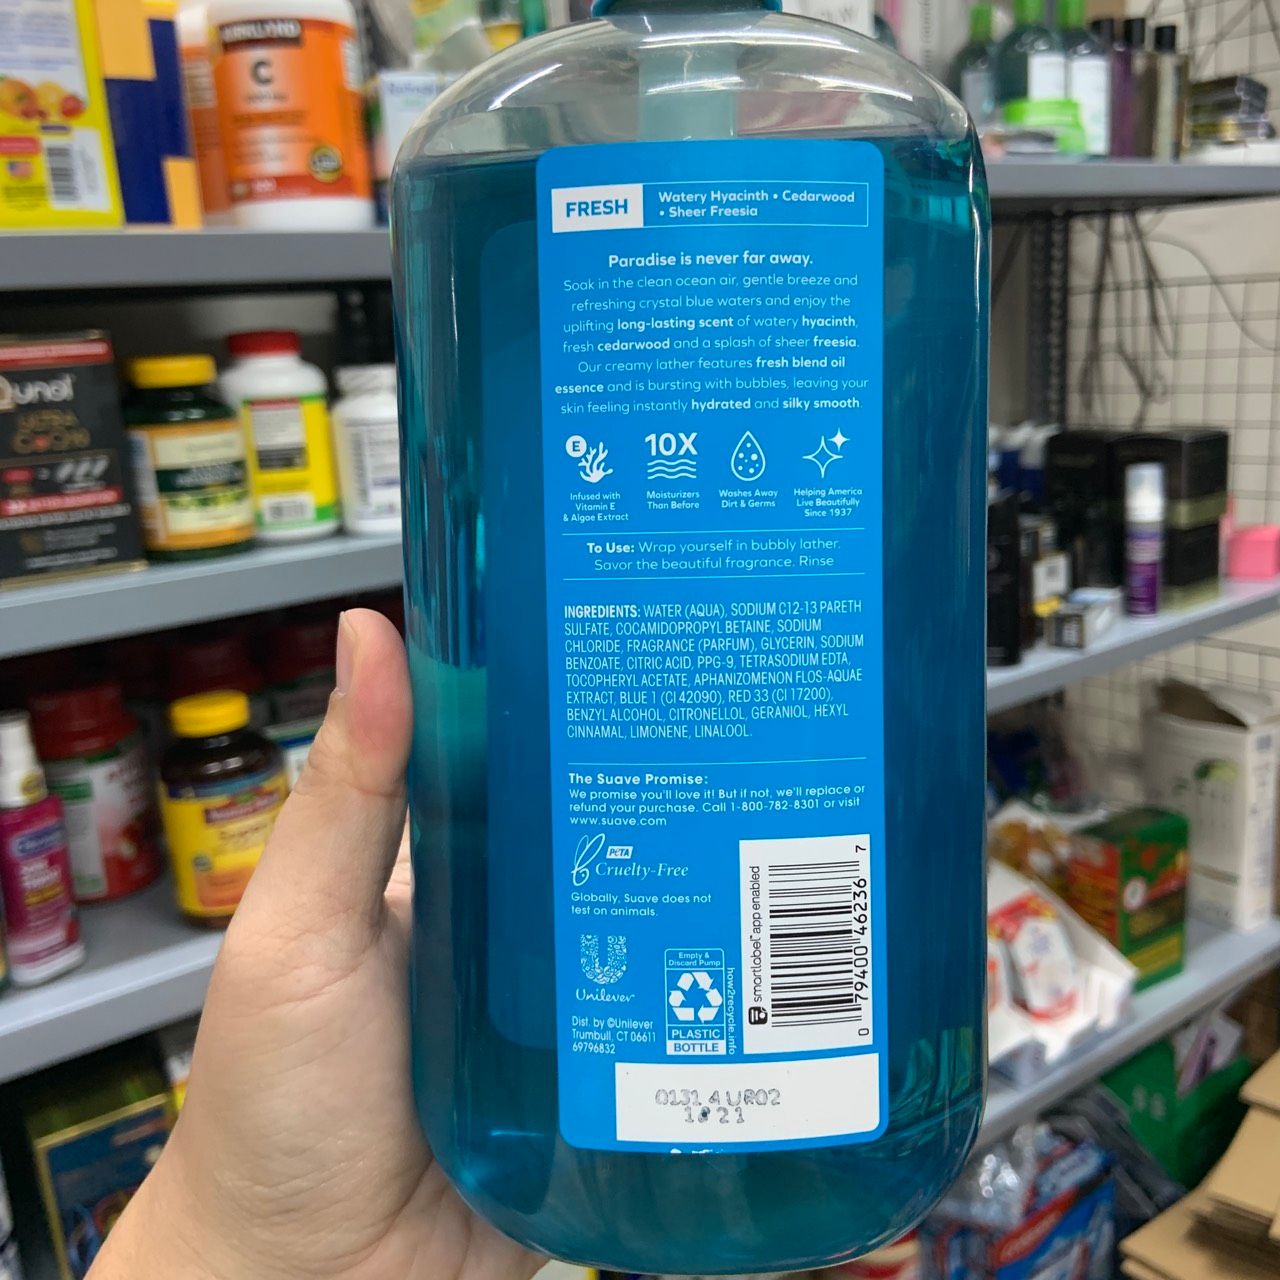 KIRKLAND
C
Qunol
ULTRA
CoQ10
FRESH
Watery Hyacinth • Cedarwood
• Sheer Freesia
Paradise is never far away.
Soak in the clean ocean air, gentle breeze and
refreshing crystal blue waters and enjoy the
uplifting long-lasting scent of watery hyacinth,
fresh cedarwood and a splash of sheer freesia.
Our creamy lather features fresh blend oil
essence and is bursting with bubbles, leaving your
skin feeling instantly hydrated and silky smooth.
E
Infused with
Vitamin E
& Algae Extract
10X
Moisturizers
Than Before
Washes Away
Dirt & Germs
Helping America
Live Beautifully
Since 1937
To Use: Wrap yourself in bubbly lather.
Savor the beautiful fragrance. Rinse
INGREDIENTS: WATER (AQUA), SODIUM C12-13 PARETH
SULFATE, COCAMIDOPROPYL BETAINE, SODIUM
CHLORIDE, FRAGRANCE (PARFUM), GLYCERIN, SODIUM
BENZOATE, CITRIC ACID, PPG-9, TETRASODIUM EDTA,
TOCOPHERYL ACETATE, APHANIZOMENON FLOS-AQUAE
EXTRACT, BLUE 1 (CI 42090), RED 33 (CI 17200),
BENZYL ALCOHOL, CITRONELLOL, GERANIOL, HEXYL
CINNAMAL, LIMONENE, LINALOOL.
The Suave Promise:
We promise you'll love it! But if not, we'll replace or
refund your purchase. Call 1-800-782-8301 or visit
www.suave.com
PETA
Cruelty-Free
Globally, Suave does not
test on animals.
Unilever
Dist. by ©Unilever
Trumbull, CT 06611
69796832
Empty &
Discard Pump
PLASTIC
BOTTLE
how2recycle.info
smartlabel™ app enabled
0 79400 46236 7
0131 4 UR02